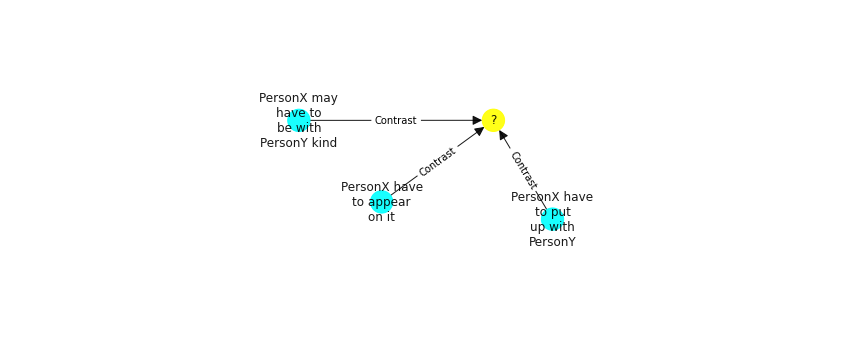 PersonX may
have to
be with
PersonY kind
Contrast
?
Contrast
PersonX have
to appear
on it
Contrast
PersonX have
to put
up with
PersonY